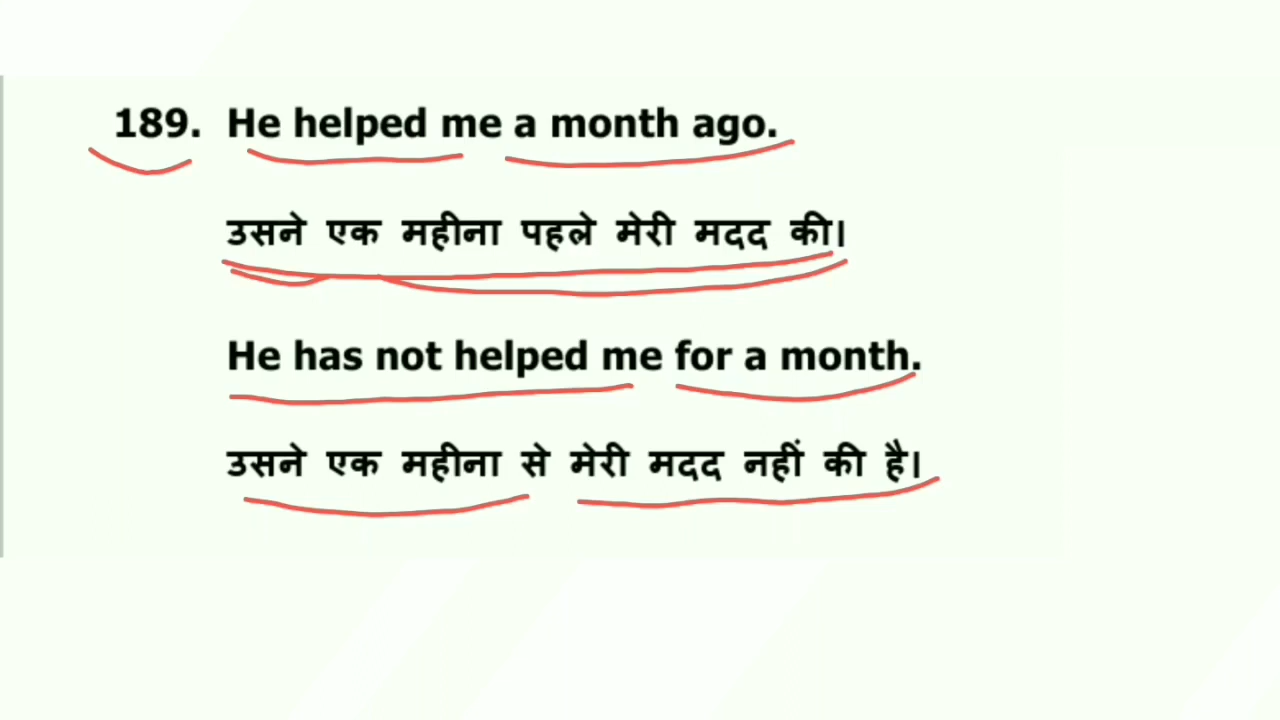 189. He helped me a month ago.
उसने एक महीना पहले मेरी मदद की।
He has not helped me for a month.
उसने एक महीना से मेरी मदद नहीं की है।